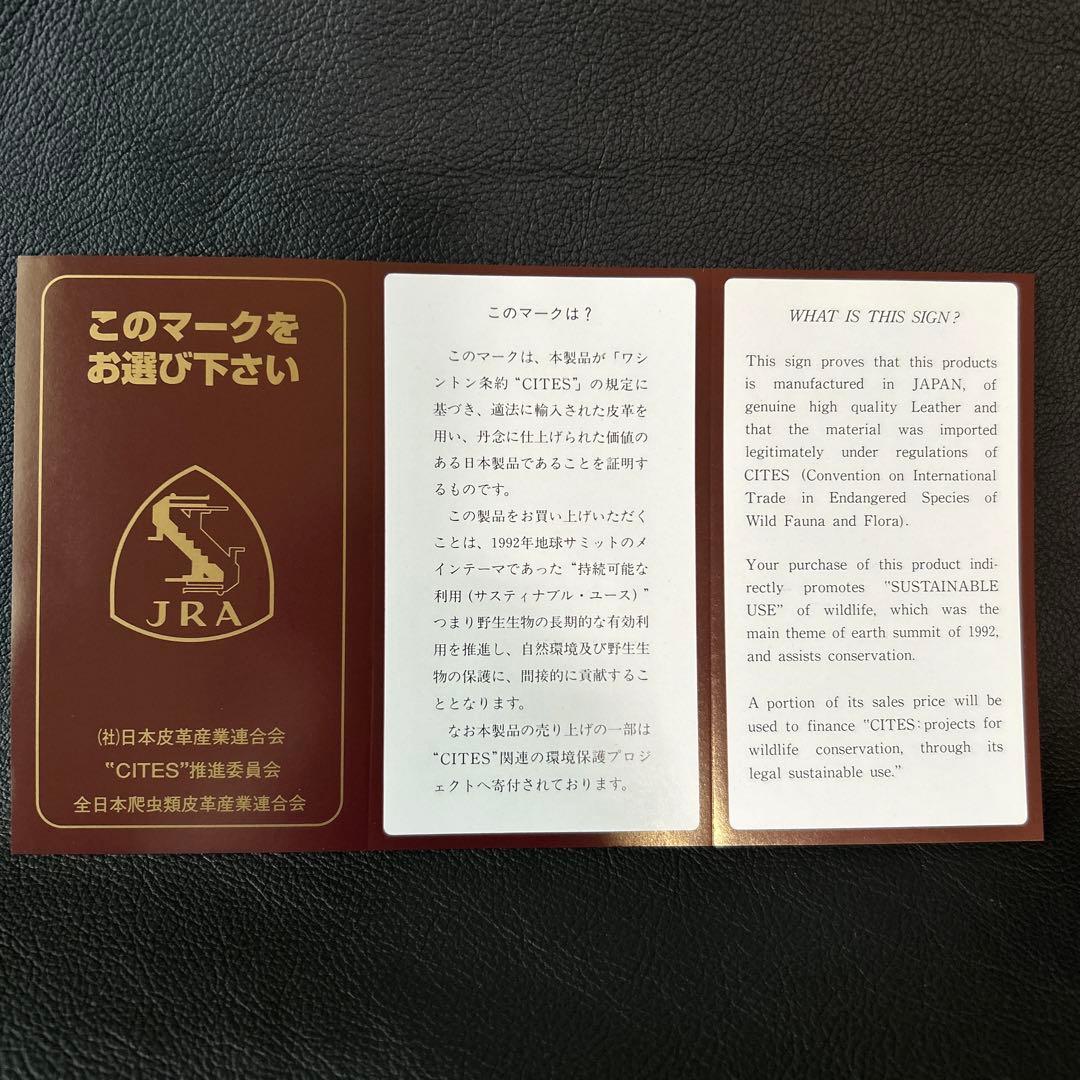 このマークを
お選び下さい
JRA
(社)日本皮革産業連合会
“CITES”推進委員会
全日本爬虫類皮革産業連合会
このマークは？
このマークは、本製品が「ワシ
ントン条約“CITES”」の規定に
基づき、適法に輸入された皮革を
用い、丹念に仕上げられた価値の
ある日本製品であることを証明す
るものです。
この製品をお買い上げいただく
ことは、1992年地球サミットのメ
インテーマであった“持続可能な
利用(サスティナブル・ユース)”
つまり野生生物の長期的な有効利
用を推進し、自然環境及び野生生
物の保護に、間接的に貢献するこ
ととなります。
なお本製品の売り上げの一部は
“CITES”関連の環境保護プロジ
ェクトへ寄付されております。
WHAT IS THIS SIGN?
This sign proves that this products
is manufactured in JAPAN, of
genuine high quality Leather and
that the material was imported
legitimately under regulations of
CITES (Convention on International
Trade in Endangered Species of
Wild Fauna and Flora).
Your purchase of this product indi-
rectly promotes “SUSTAINABLE
USE” of wildlife, which was the
main theme of earth summit of 1992,
and assists conservation.
A portion of its sales price will be
used to finance “CITES: projects for
wildlife conservation, through its
legal sustainable use.”